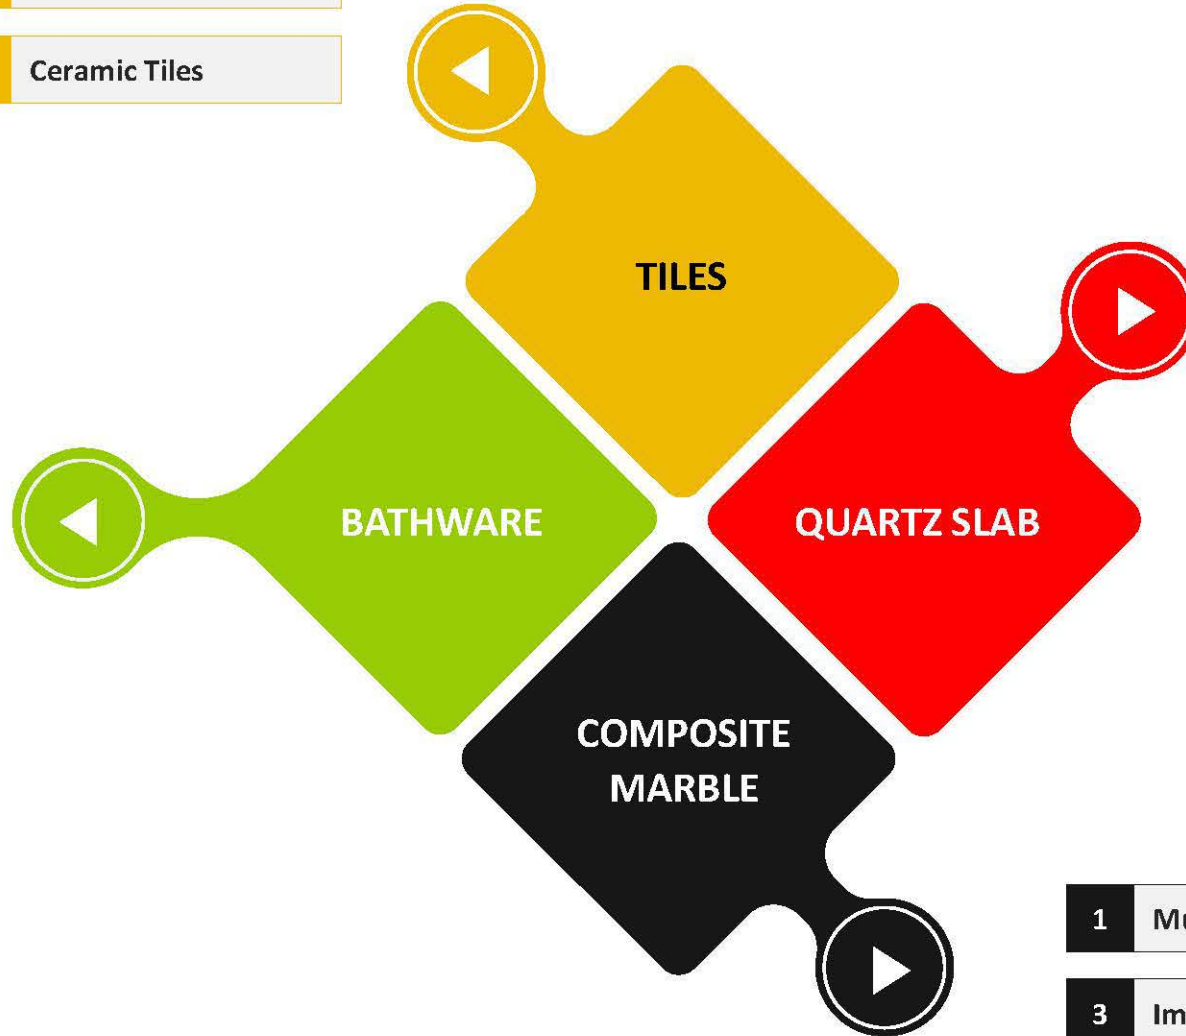 Ceramic Tiles
TILES
BATHWARE
QUARTZ SLAB
COMPOSITE
MARBLE
1
3